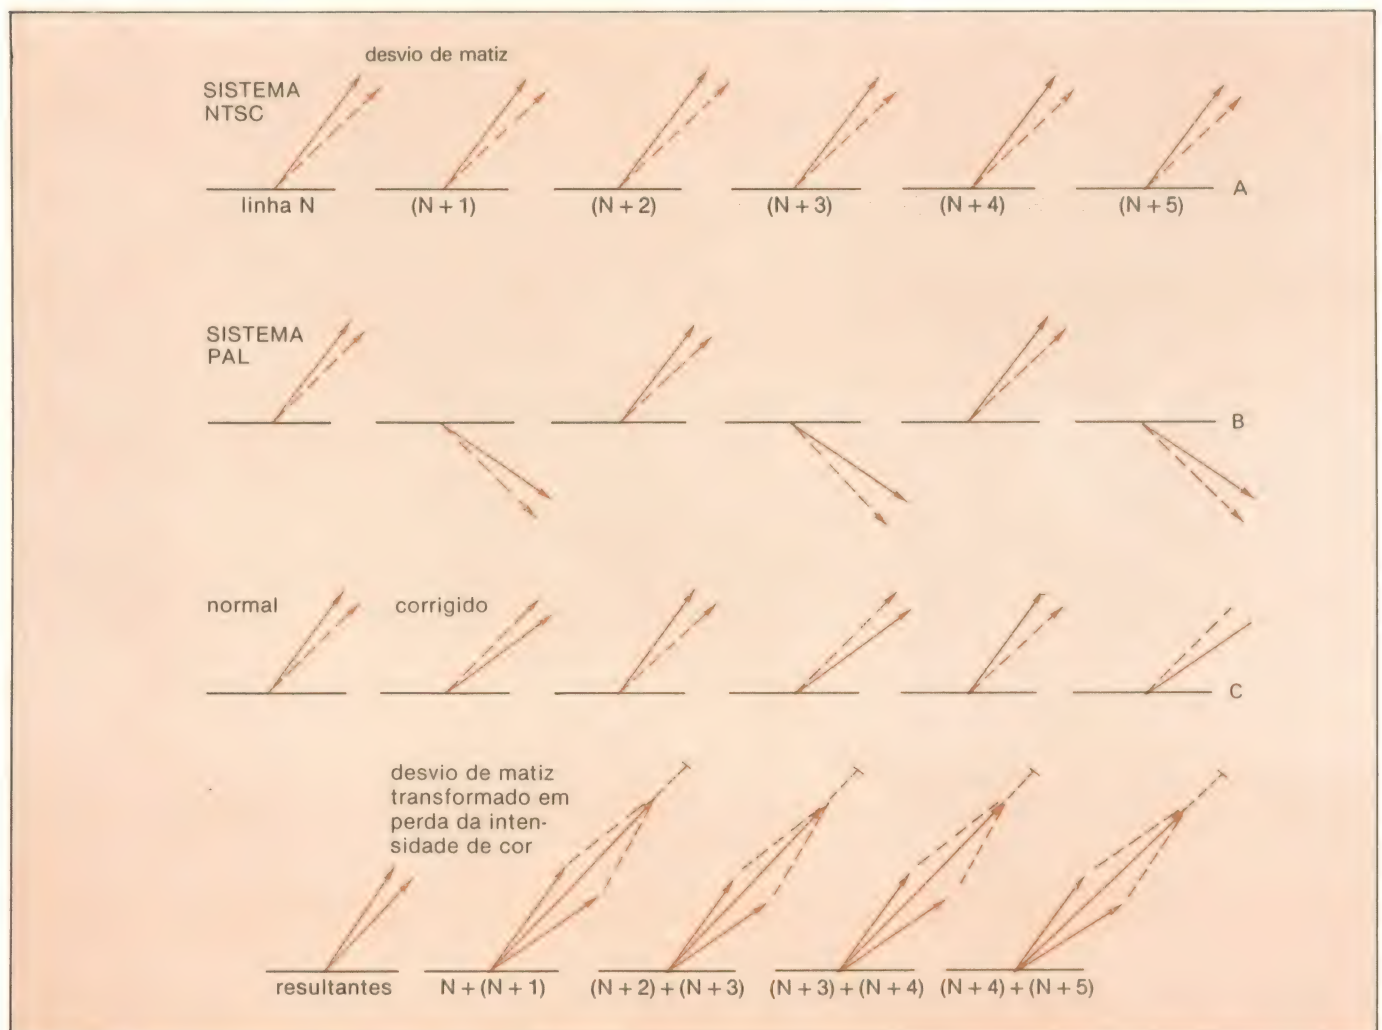 desvio de matiz
SISTEMA
NTSC
A
linha N
(N + 1)
(N + 2)
(N + 3)
(N + 4)
(N + 5)
SISTEMA
PAL
B
normal
corrigido
C
desvio de matiz
transformado em
perda da inten-
sidade de cor
resultantes
N + (N + 1)
(N + 2) + (N + 3)
(N + 3) + (N + 4)
(N + 4) + (N + 5)